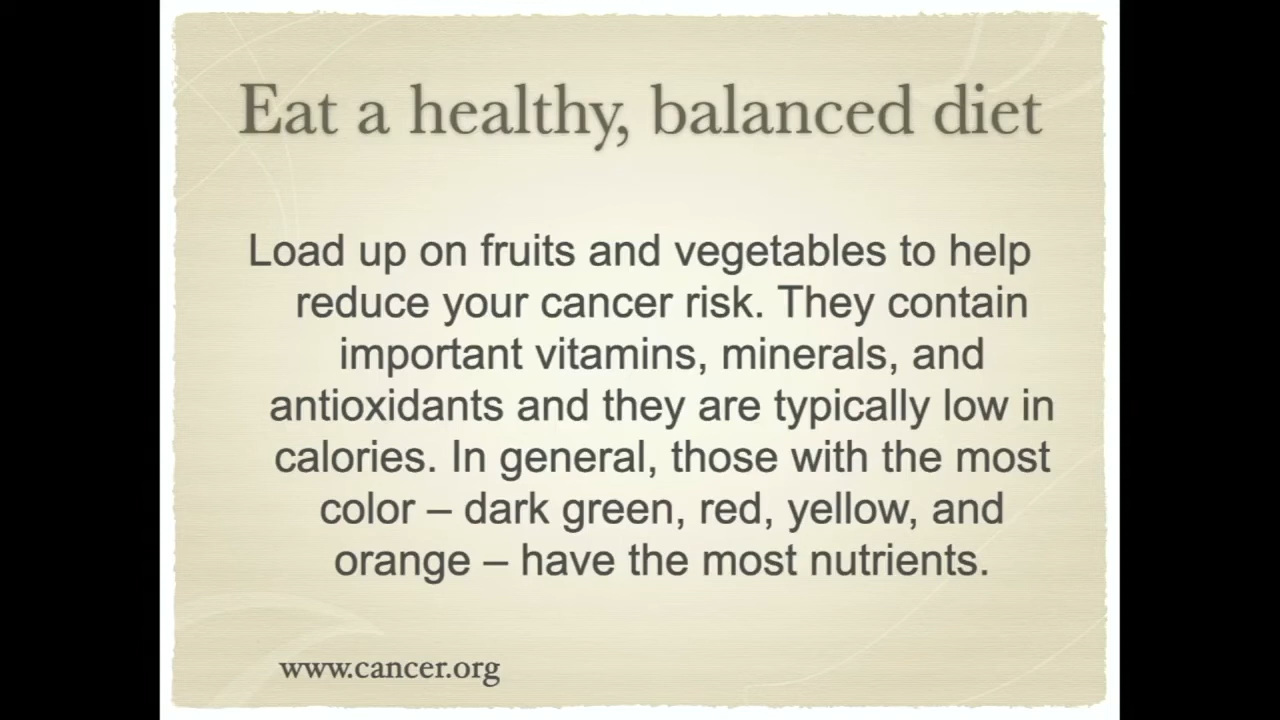 Eat a healthy, balanced diet
Load up on fruits and vegetables to help
reduce your cancer risk. They contain
important vitamins, minerals, and
antioxidants and they are typically low in
calories. In general, those with the most
color – dark green, red, yellow, and
orange – have the most nutrients.
www.cancer.org